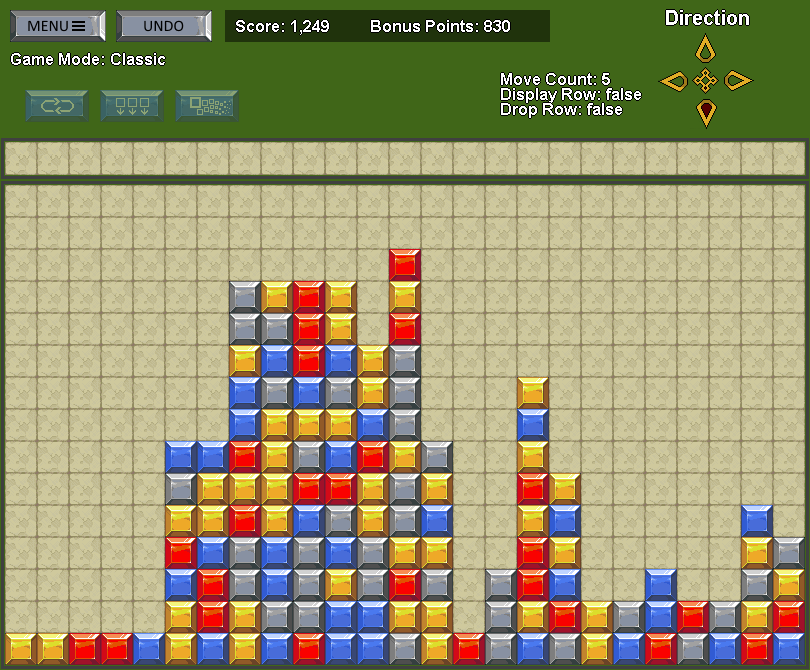 MENU
UNDO
Score: 1,249
Bonus Points: 830
Direction
Game Mode: Classic
Move Count: 5
Display Row: false
Drop Row: false